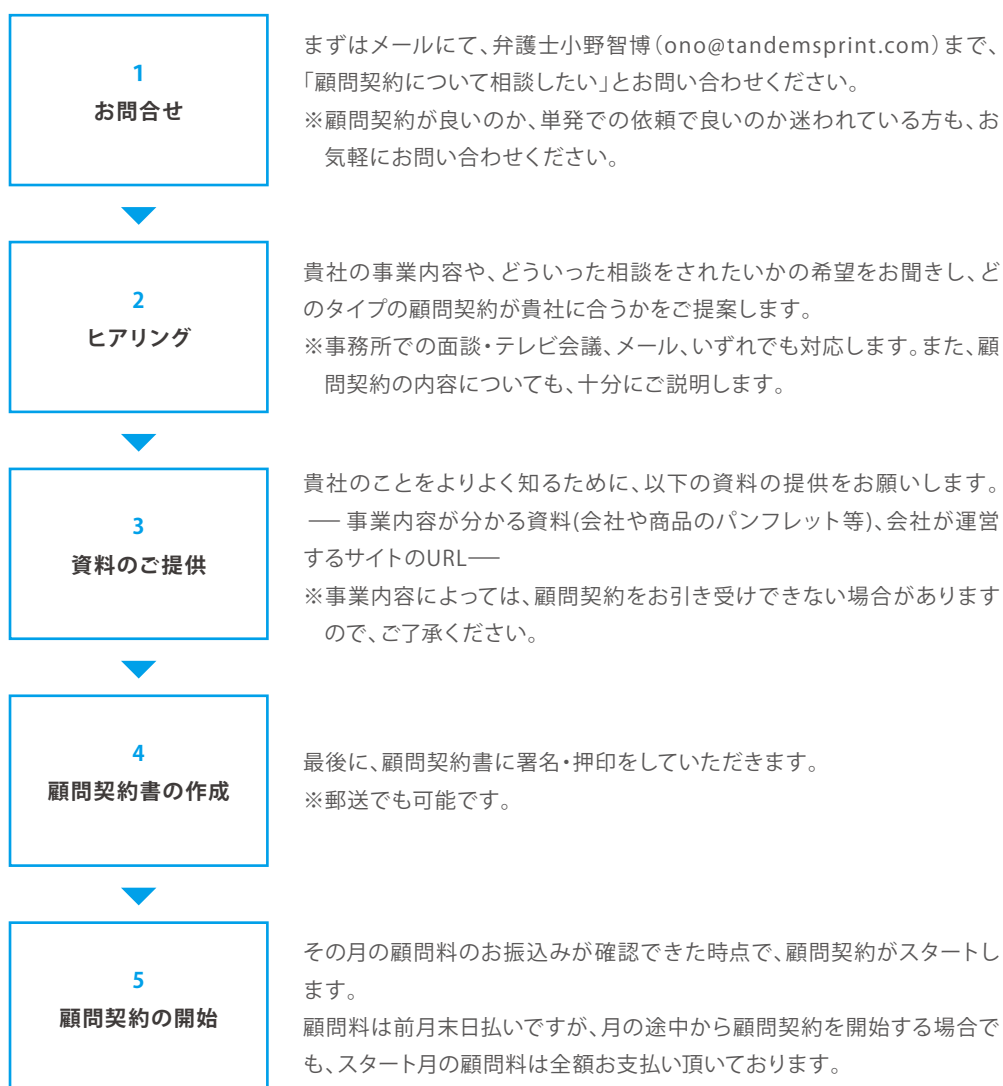 1
お問合せ
まずはメールにて、弁護士小野智博（ono@tandemsprint.com）まで、
「顧問契約について相談したい」とお問い合わせください。
※顧問契約が良いのか、単発での依頼で良いのか迷われている方も、お
気軽にお問い合わせください。
2
ヒアリング
貴社の事業内容や、どういった相談をされたいかの希望をお聞きし、ど
のタイプの顧問契約が貴社に合うかをご提案します。
※事務所での面談・テレビ会議、メール、いずれでも対応します。また、顧
問契約の内容についても、十分にご説明します。
3
資料のご提供
貴社のことをよりよく知るために、以下の資料の提供をお願いします。
── 事業内容が分かる資料(会社や商品のパンフレット等)、会社が運営
するサイトのURL──
※事業内容によっては、顧問契約をお引き受けできない場合があります
ので、ご了承ください。
4
顧問契約書の作成
最後に、顧問契約書に署名・押印をしていただきます。
※郵送でも可能です。
5
顧問契約の開始
その月の顧問料のお振込みが確認できた時点で、顧問契約がスタートし
ます。
顧問料は前月末日払いですが、月の途中から顧問契約を開始する場合で
も、スタート月の顧問料は全額お支払い頂いております。